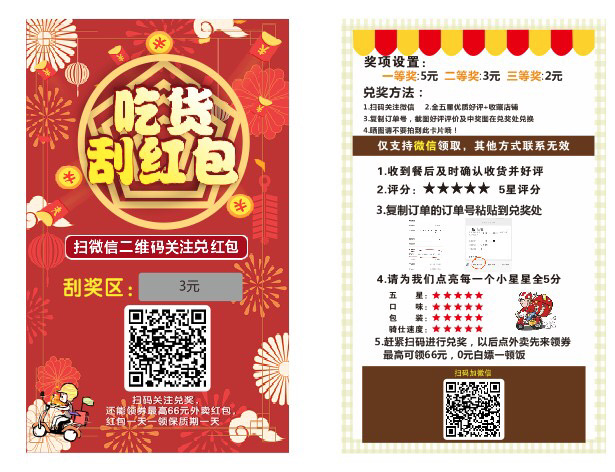 吃货
刮红包
扫微信二维码关注兑红包
刮奖区：
3元
扫码关注兑奖，
还能领券最高66元外卖红包，
红包一天一领保历期一天
奖项设置：
一等奖:5元 二等奖:3元 三等奖:2元
兑奖方法：
1.扫码关注微信 2.全五星优质好评+收藏店铺
3.复制订单号，截图好评评价及中奖图在兑奖处兑换
4.晒图请不要拍到此卡片哟！
仅支持微信领取，其他方式联系无效
1.收到餐后及时确认收货并好评
2.评分：★★★★★ 5星评分
3.复制订单的订单号粘贴到兑奖处
4.请为我们点亮每一个小星星全5分
五 星：★★★★★
口 味：★★★★★
包 装：★★★★★
骑仕速度：★★★★★
5.赶紧扫码进行兑奖，以后点外卖先来领券
最高可领66元，0元白嫖一顿饭
扫码加微信